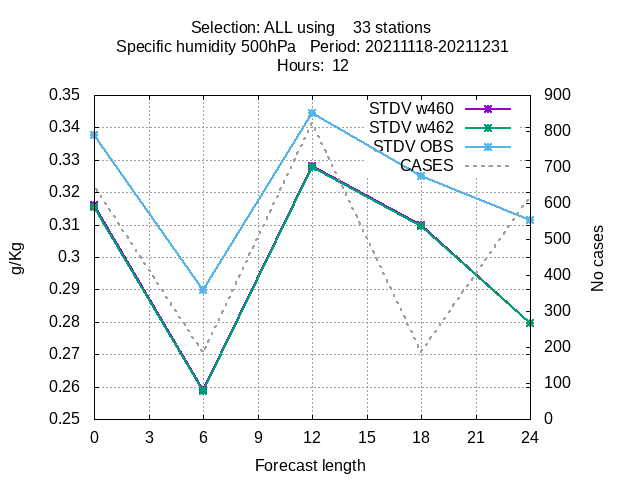 Selection: ALL using    33 stations
Specific humidity 500hPa   Period: 20211118-20211231
Hours:  12
STDV w460
STDV w462
STDV OBS
CASES
0.35
0.34
0.33
0.32
0.31
0.3
0.29
0.28
0.27
0.26
0.25
g/Kg
900
800
700
600
500
400
300
200
100
0
No cases
0 3 6 9 12 15 18 21 24
Forecast length